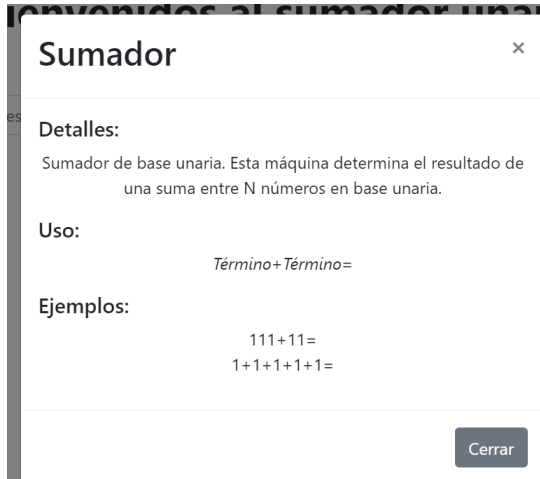 Sumador
×
Detalles:
Sumador de base unaria. Esta máquina determina el resultado de
una suma entre N números en base unaria.
Uso:
Término+Término=
Ejemplos:
111+11=
1+1+1+1+1=
Cerrar